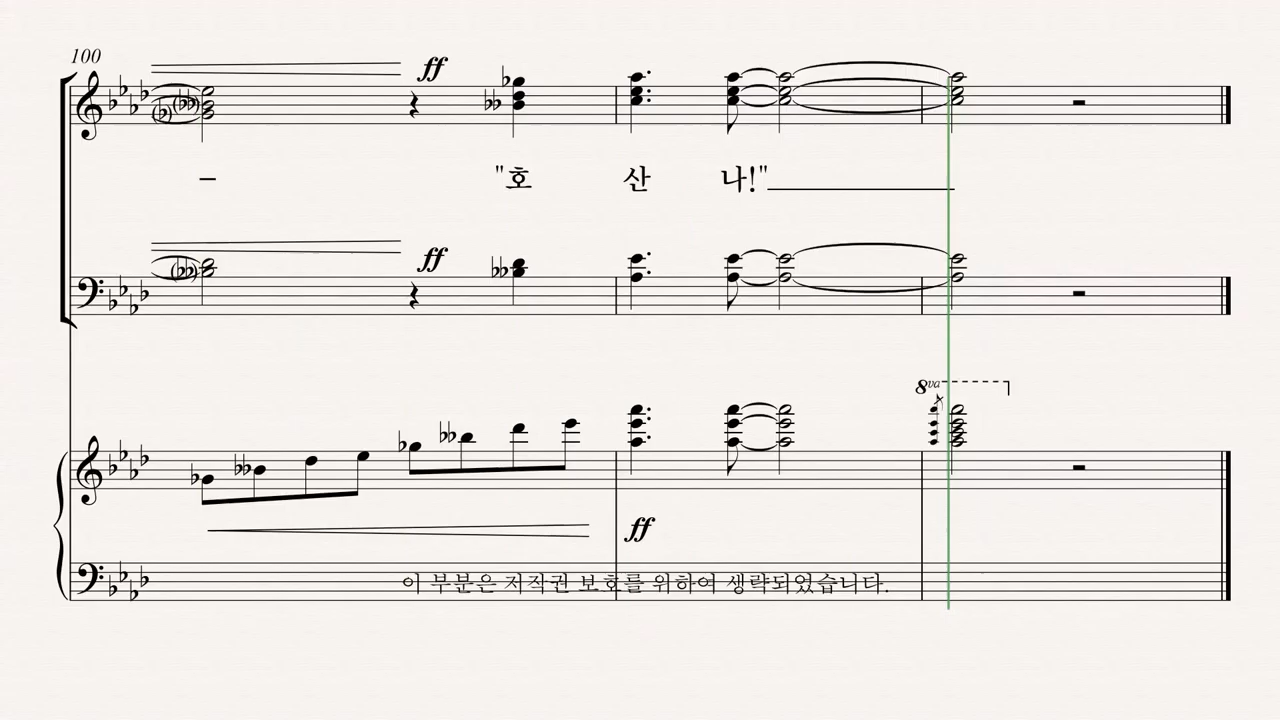 100
ff
– "호 산 나!"
ff
8va
ff
이 부분은 저작권 보호를 위하여 생략되었습니다.